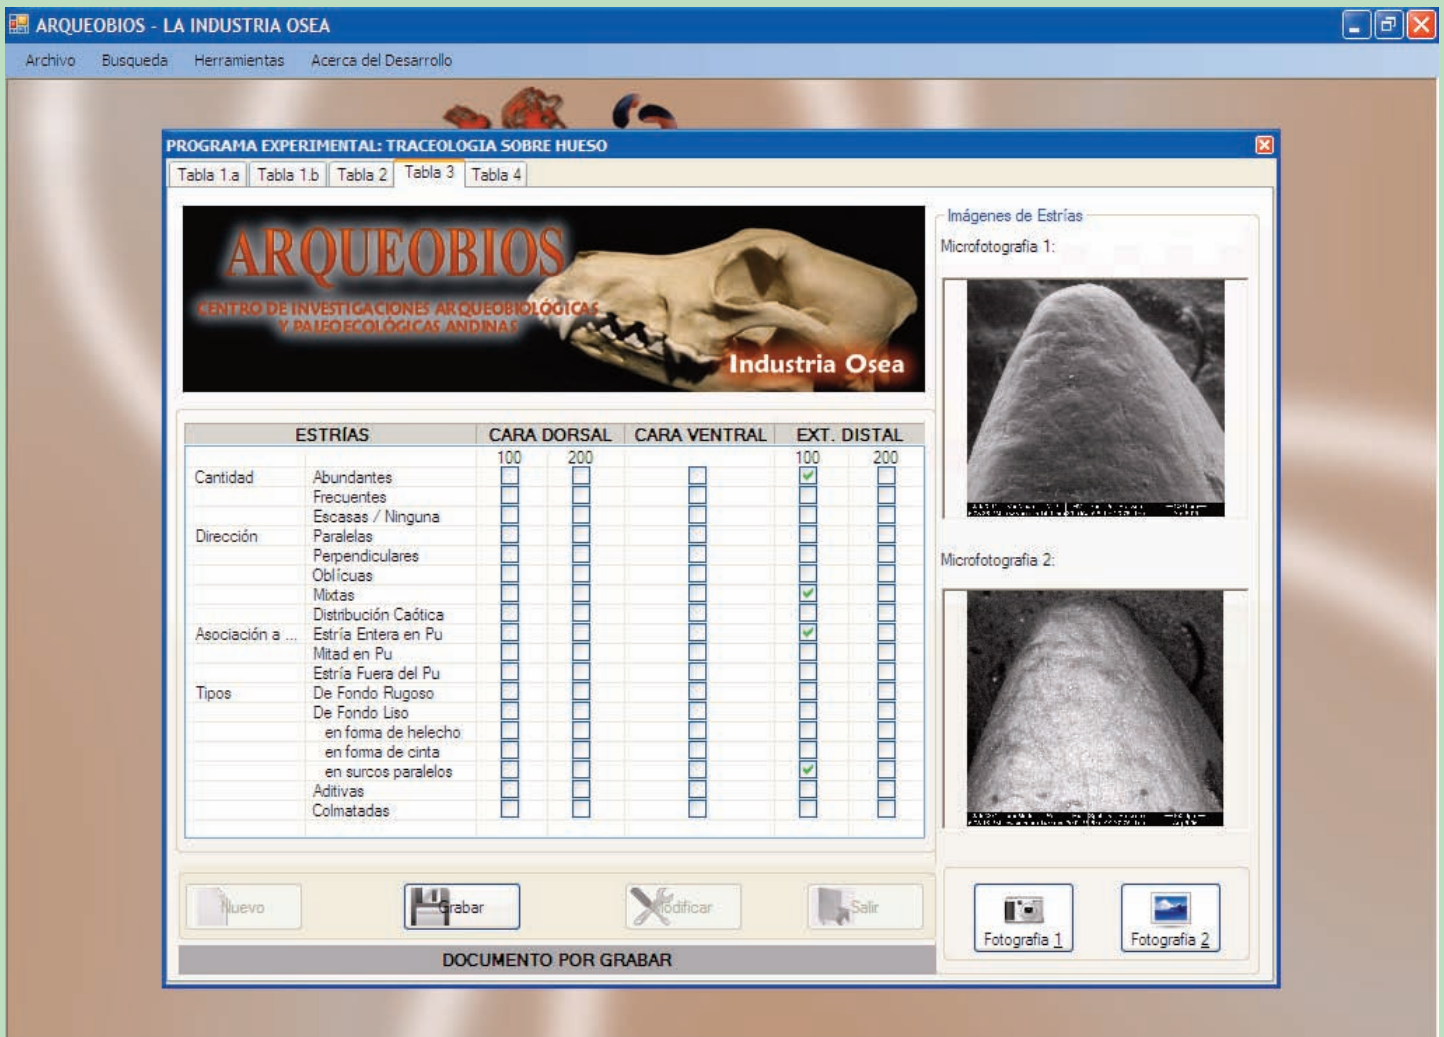 ARQUEOBIOS - LA INDUSTRIA OSEA
Archivo Busqueda Herramientas Acerca del Desarrollo
PROGRAMA EXPERIMENTAL: TRACEOLOGIA SOBRE HUESO
Tabla 1.a Tabla 1.b Tabla 2 Tabla 3 Tabla 4
ARQUEOBIOS
CENTRO DE INVESTIGACIONES ARQUEOBIOLÓGICAS
Y PALEOECOLÓGICAS ANDINAS
Industria Osea
ESTRÍAS CARA DORSAL CARA VENTRAL EXT. DISTAL
100 200 100 200
Cantidad Abundantes
Frecuentes
Escasas / Ninguna
Dirección Paralelas
Perpendiculares
Oblícuas
Mixtas
Distribución Caótica
Asociación a ... Estría Entera en Pu
Mitad en Pu
Estría Fuera del Pu
Tipos De Fondo Rugoso
De Fondo Liso
en forma de helecho
en forma de cinta
en surcos paralelos
Aditivas
Colmatadas
Nuevo Grabar Modificar Salir
DOCUMENTO POR GRABAR
Imágenes de Estrías
Microfotografia 1:
Microfotografia 2:
Fotografia 1 Fotografia 2